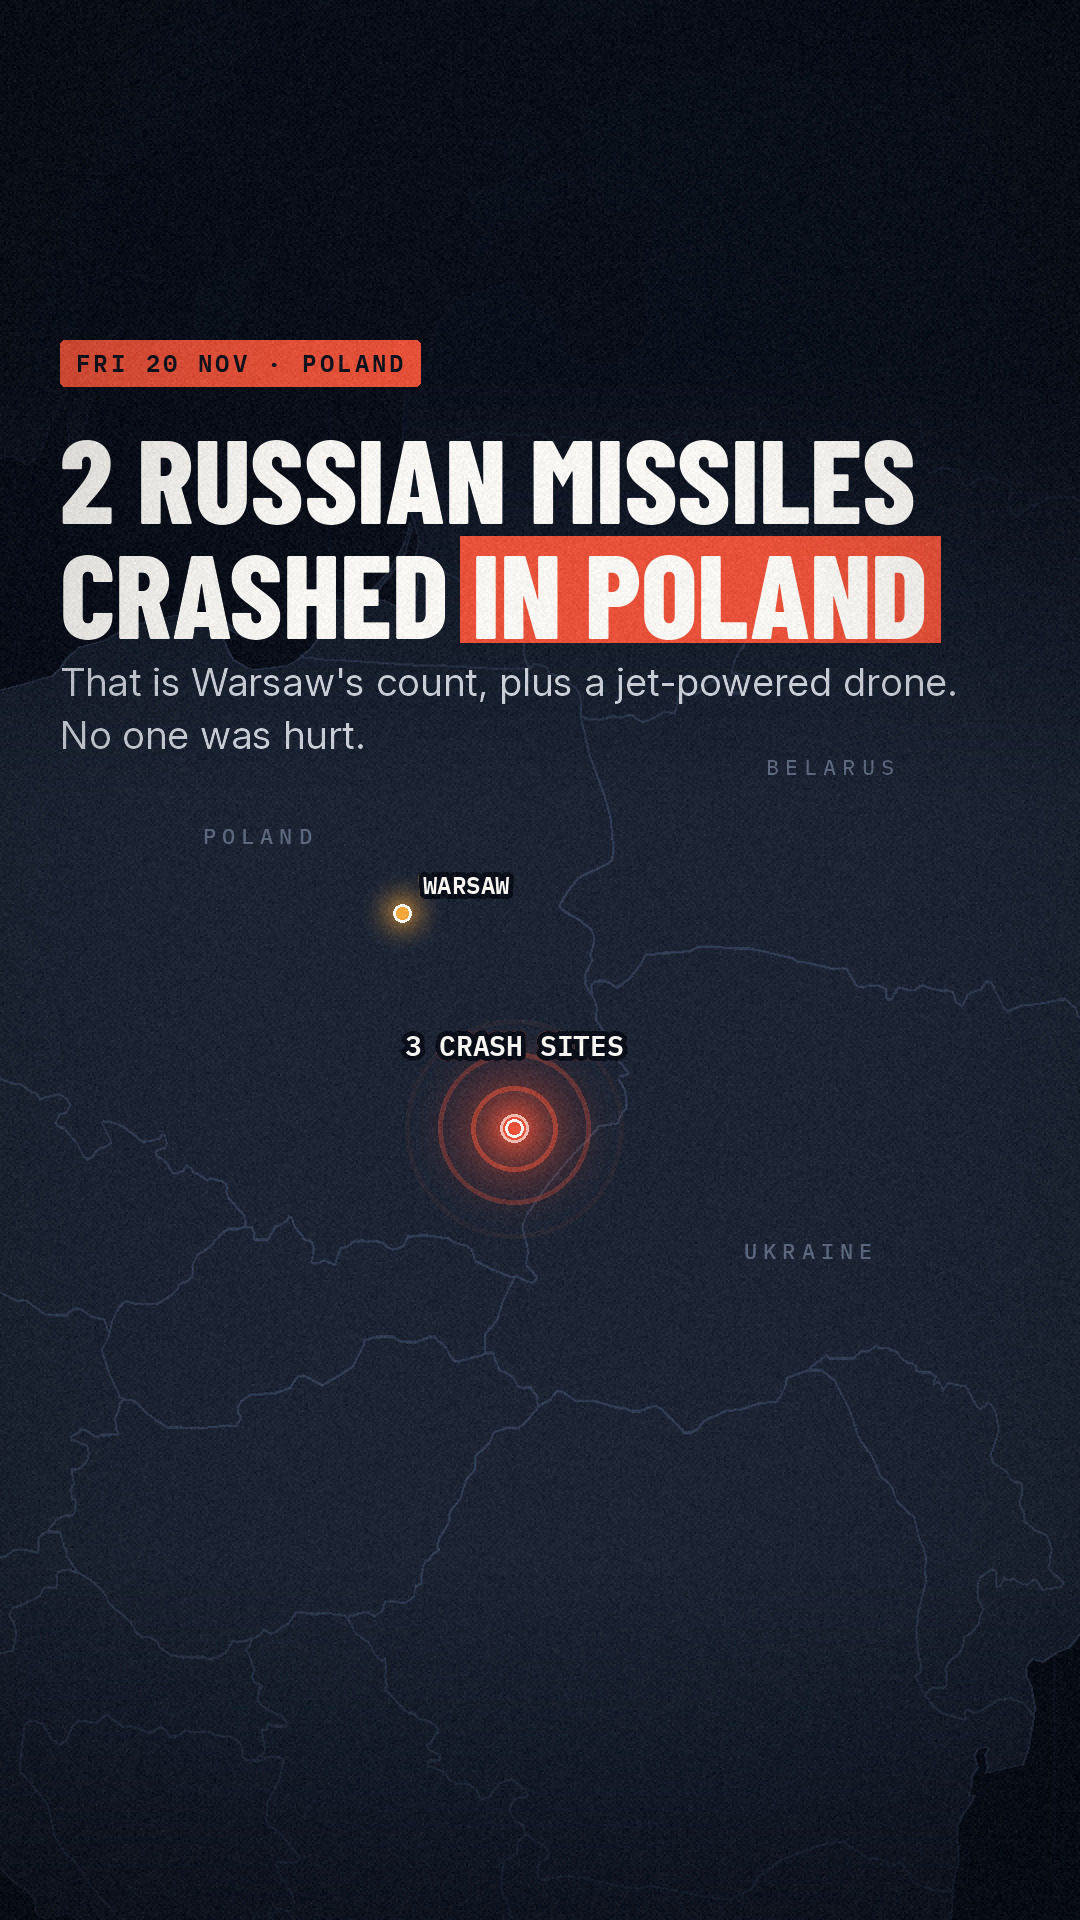 FRI 20 NOV · POLAND
2 RUSSIAN MISSILES
CRASHED IN POLAND
That is Warsaw's count, plus a jet-powered drone.
No one was hurt.
BELARUS
POLAND
WARSAW
3 CRASH SITES
UKRAINE